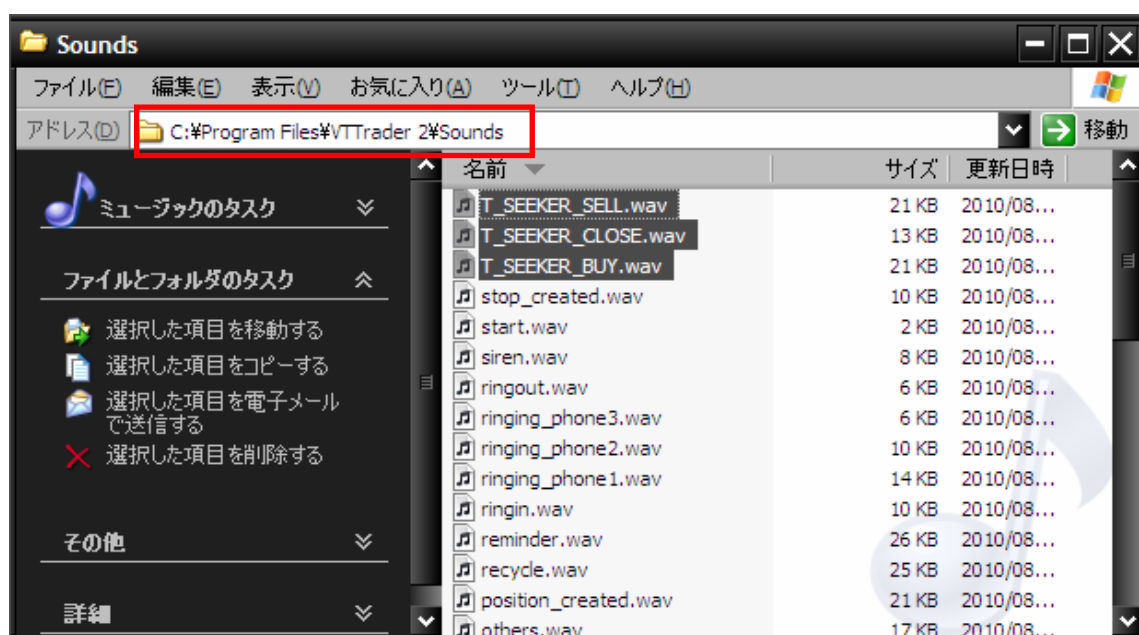 Sounds
ファイル(F) 編集(E) 表示(V) お気に入り(A) ツール(T) ヘルプ(H)
アドレス(D) C:¥Program Files¥VTTrader 2¥Sounds 移動
ミュージックのタスク
ファイルとフォルダのタスク
選択した項目を移動する
選択した項目をコピーする
選択した項目を電子メール
で送信する
選択した項目を削除する
その他
詳細
名前 サイズ 更新日時
T_SEEKER_SELL.wav 21 KB 2010/08...
T_SEEKER_CLOSE.wav 13 KB 2010/08...
T_SEEKER_BUY.wav 21 KB 2010/08...
stop_created.wav 10 KB 2010/08...
start.wav 2 KB 2010/08...
siren.wav 8 KB 2010/08...
ringout.wav 6 KB 2010/08...
ringing_phone3.wav 6 KB 2010/08...
ringing_phone2.wav 10 KB 2010/08...
ringing_phone1.wav 14 KB 2010/08...
ringin.wav 10 KB 2010/08...
reminder.wav 26 KB 2010/08...
recycle.wav 25 KB 2010/08...
position_created.wav 21 KB 2010/08...
others.wav 17 KB 2010/08...